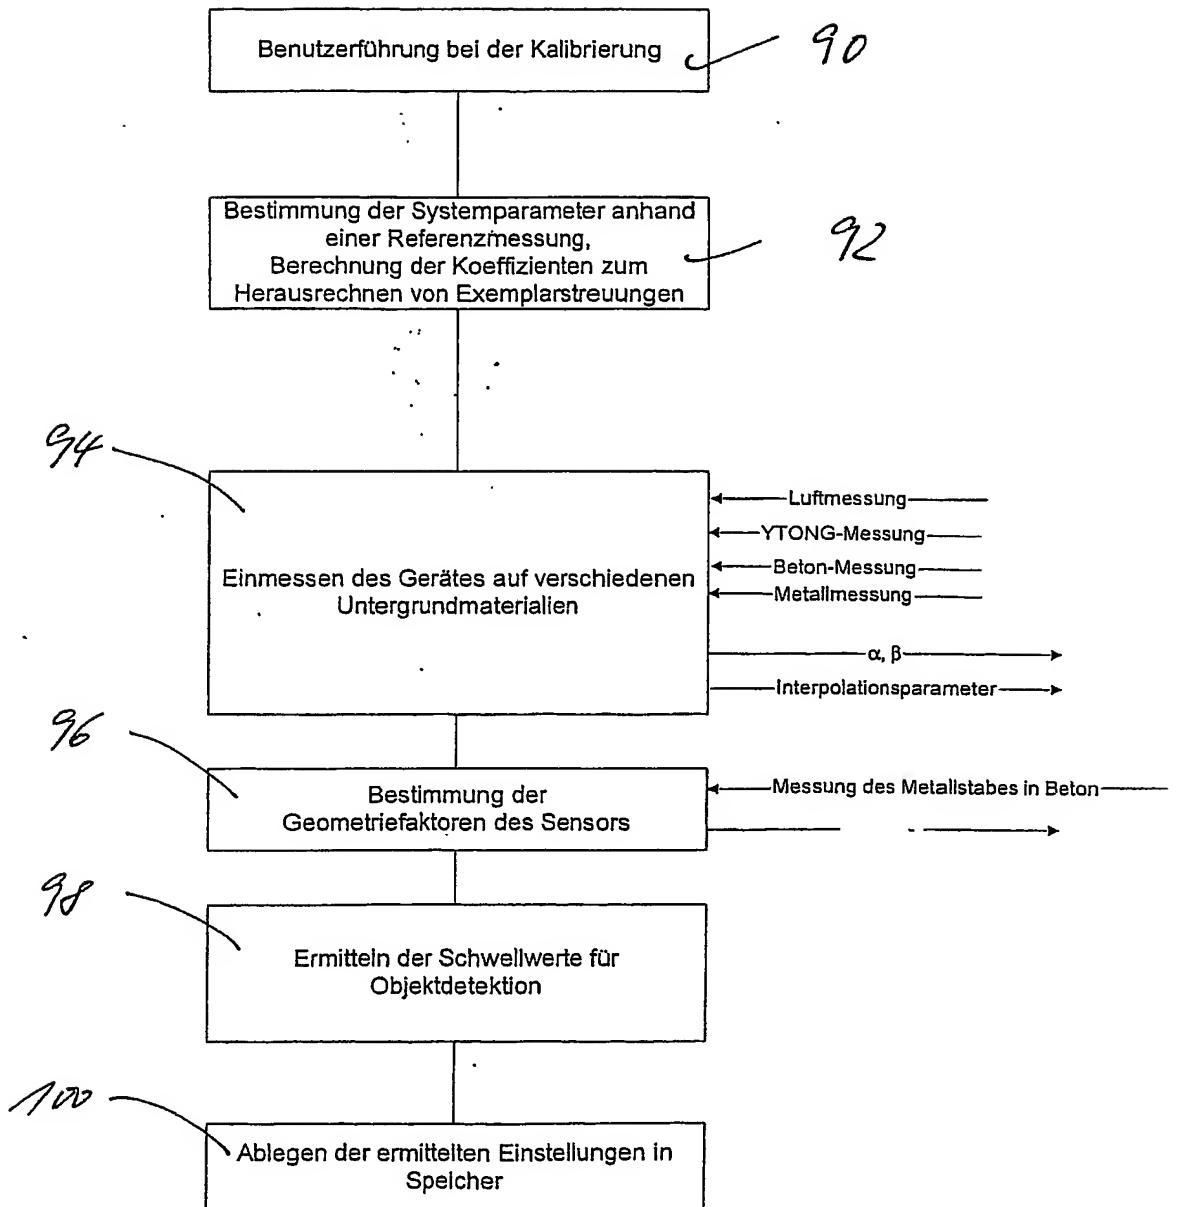 Benutzerführung bei der Kalibrierung
90
Bestimmung der Systemparameter anhand
einer Referenzmessung,
Berechnung der Koeffizienten zum
Herausrechnen von Exemplarstreuungen
92
94
Einmessen des Gerätes auf verschiedenen
Untergrundmaterialien
Luftmessung
YTONG-Messung
Beton-Messung
Metallmessung
α, β
Interpolationsparameter
96
Bestimmung der
Geometriefaktoren des Sensors
Messung des Metallstabes in Beton
98
Ermitteln der Schwellwerte für
Objektdetektion
100
Ablegen der ermittelten Einstellungen in
Speicher